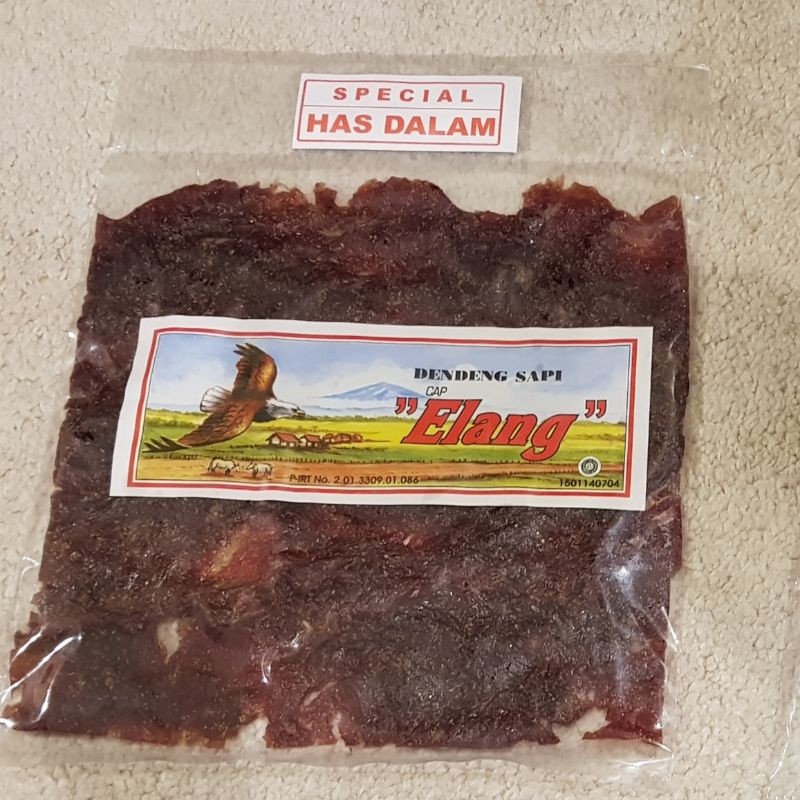 SPECIAL
HAS DALAM
DENDENG SAPI
CAP
"Elang"
P-IRT No. 2.01.3309.01.086
1501140704